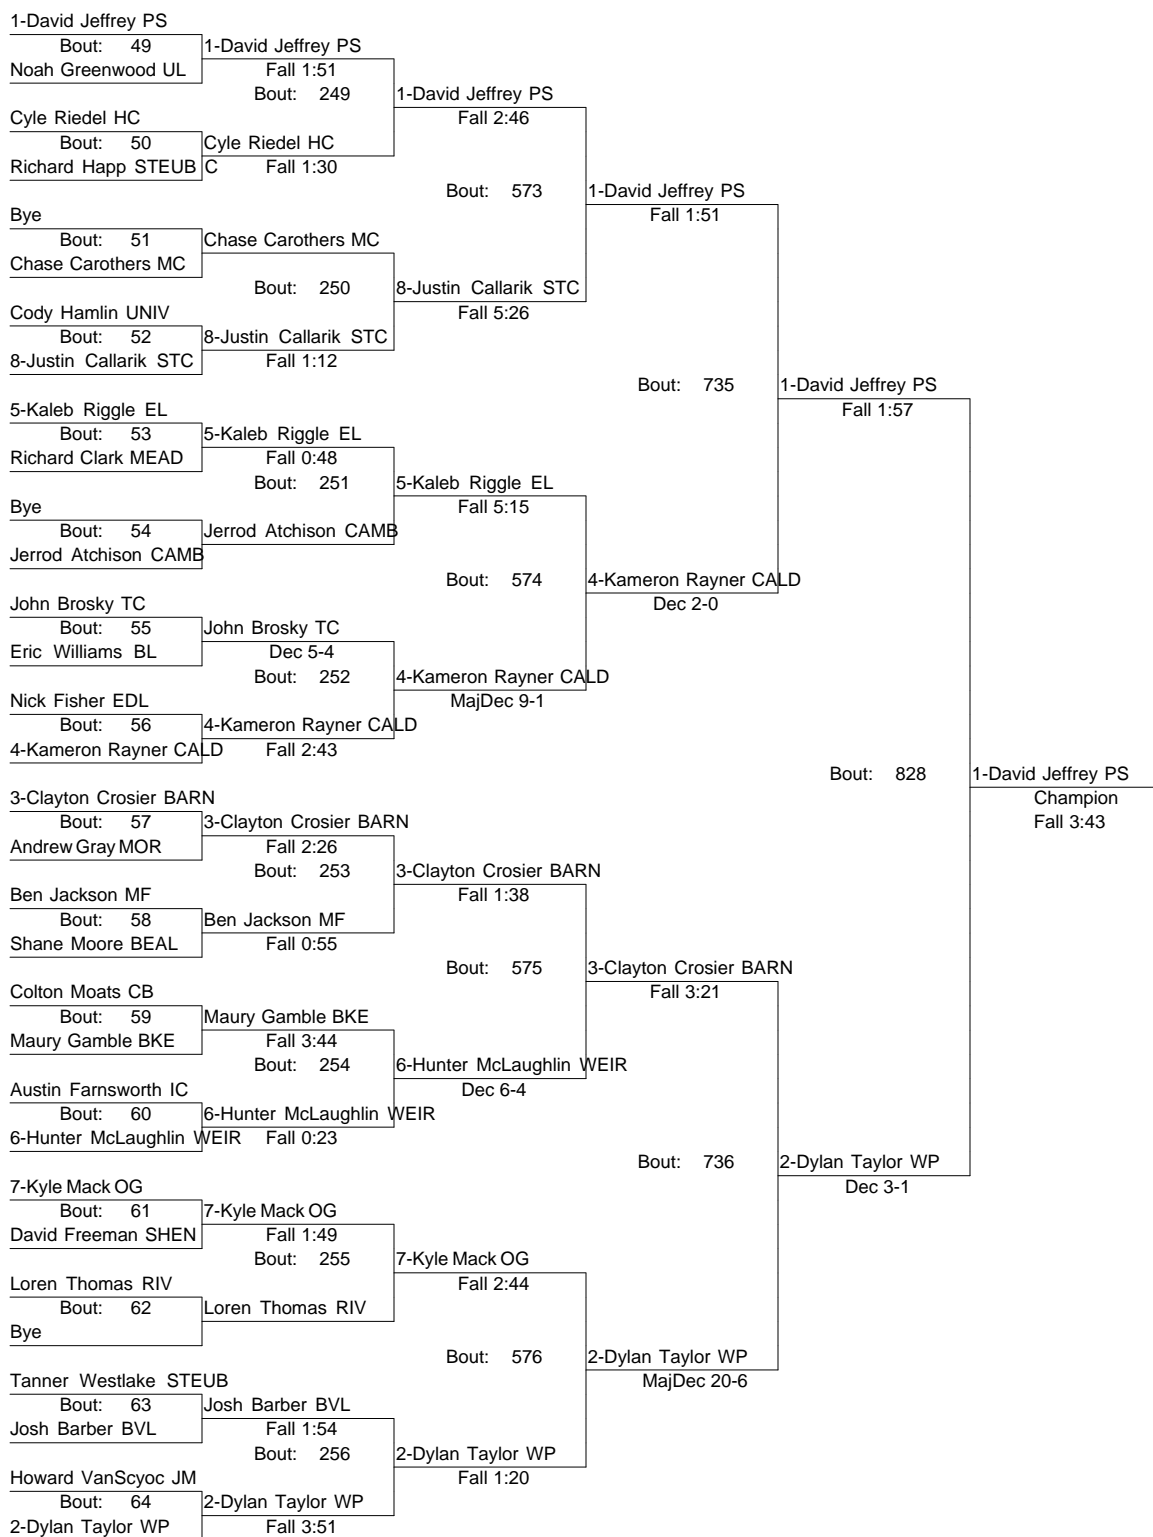 1-David Jeffrey PS
Bout: 49
1-David Jeffrey PS
Noah Greenwood UL
Fall 1:51
Bout: 249
1-David Jeffrey PS
Cyle Riedel HC
Fall 2:46
Bout: 50
Cyle Riedel HC
Richard Happ STEUB C
Fall 1:30
Bout: 573
1-David Jeffrey PS
Bye
Fall 1:51
Bout: 51
Chase Carothers MC
Chase Carothers MC
Bout: 250
8-Justin Callarik STC
Cody Hamlin UNIV
Fall 5:26
Bout: 52
8-Justin Callarik STC
8-Justin Callarik STC
Fall 1:12
Bout: 735
1-David Jeffrey PS
5-Kaleb Riggle EL
Fall 1:57
Bout: 53
5-Kaleb Riggle EL
Richard Clark MEAD
Fall 0:48
Bout: 251
5-Kaleb Riggle EL
Bye
Fall 5:15
Bout: 54
Jerrod Atchison CAMB
Jerrod Atchison CAMB
Bout: 574
4-Kameron Rayner CALD
John Brosky TC
Dec 2-0
Bout: 55
John Brosky TC
Eric Williams BL
Dec 5-4
Bout: 252
4-Kameron Rayner CALD
Nick Fisher EDL
MajDec 9-1
Bout: 56
4-Kameron Rayner CALD
4-Kameron Rayner CALD
Fall 2:43
Bout: 828
1-David Jeffrey PS
3-Clayton Crosier BARN
Champion
Bout: 57
3-Clayton Crosier BARN
Fall 3:43
Andrew Gray MOR
Fall 2:26
Bout: 253
3-Clayton Crosier BARN
Ben Jackson MF
Fall 1:38
Bout: 58
Ben Jackson MF
Shane Moore BEAL
Fall 0:55
Bout: 575
3-Clayton Crosier BARN
Colton Moats CB
Fall 3:21
Bout: 59
Maury Gamble BKE
Maury Gamble BKE
Fall 3:44
Bout: 254
6-Hunter McLaughlin WEIR
Austin Farnsworth IC
Dec 6-4
Bout: 60
6-Hunter McLaughlin WEIR
6-Hunter McLaughlin WEIR
Fall 0:23
Bout: 736
2-Dylan Taylor WP
7-Kyle Mack OG
Dec 3-1
Bout: 61
7-Kyle Mack OG
David Freeman SHEN
Fall 1:49
Bout: 255
7-Kyle Mack OG
Loren Thomas RIV
Fall 2:44
Bout: 62
Loren Thomas RIV
Bye
Bout: 576
2-Dylan Taylor WP
Tanner Westlake STEUB
MajDec 20-6
Bout: 63
Josh Barber BVL
Josh Barber BVL
Fall 1:54
Bout: 256
2-Dylan Taylor WP
Howard VanScyoc JM
Fall 1:20
Bout: 64
2-Dylan Taylor WP
2-Dylan Taylor WP
Fall 3:51